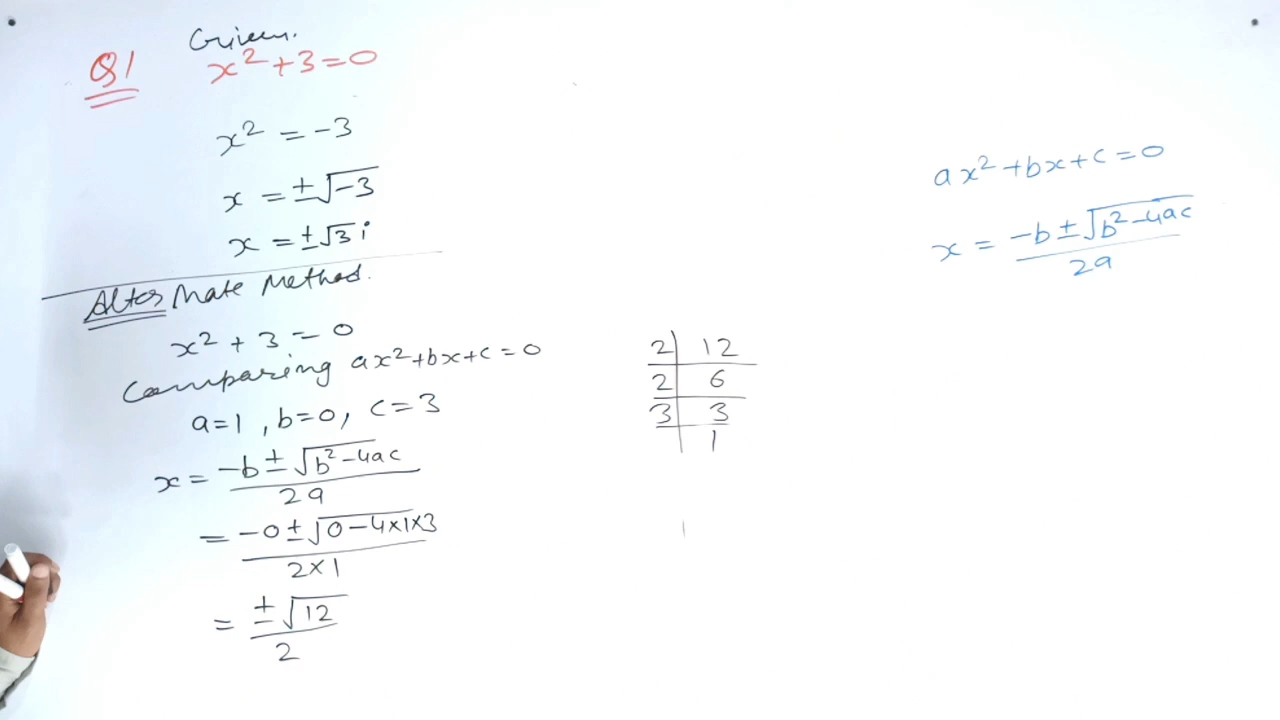 Given.
Q1 x²+3=0
x² = -3
x = ±√-3
x = ±√3 i
Alternate Method.
x² + 3 = 0
Comparing ax²+bx+c=0
a=1, b=0, c=3
x = -b ± √b²-4ac / 2a
= -0 ± √0-4×1×3 / 2×1
= ±√12 / 2
2 | 12
2 | 6
3 | 3
| 1
ax²+bx+c=0
x = -b ± √b²-4ac / 2a